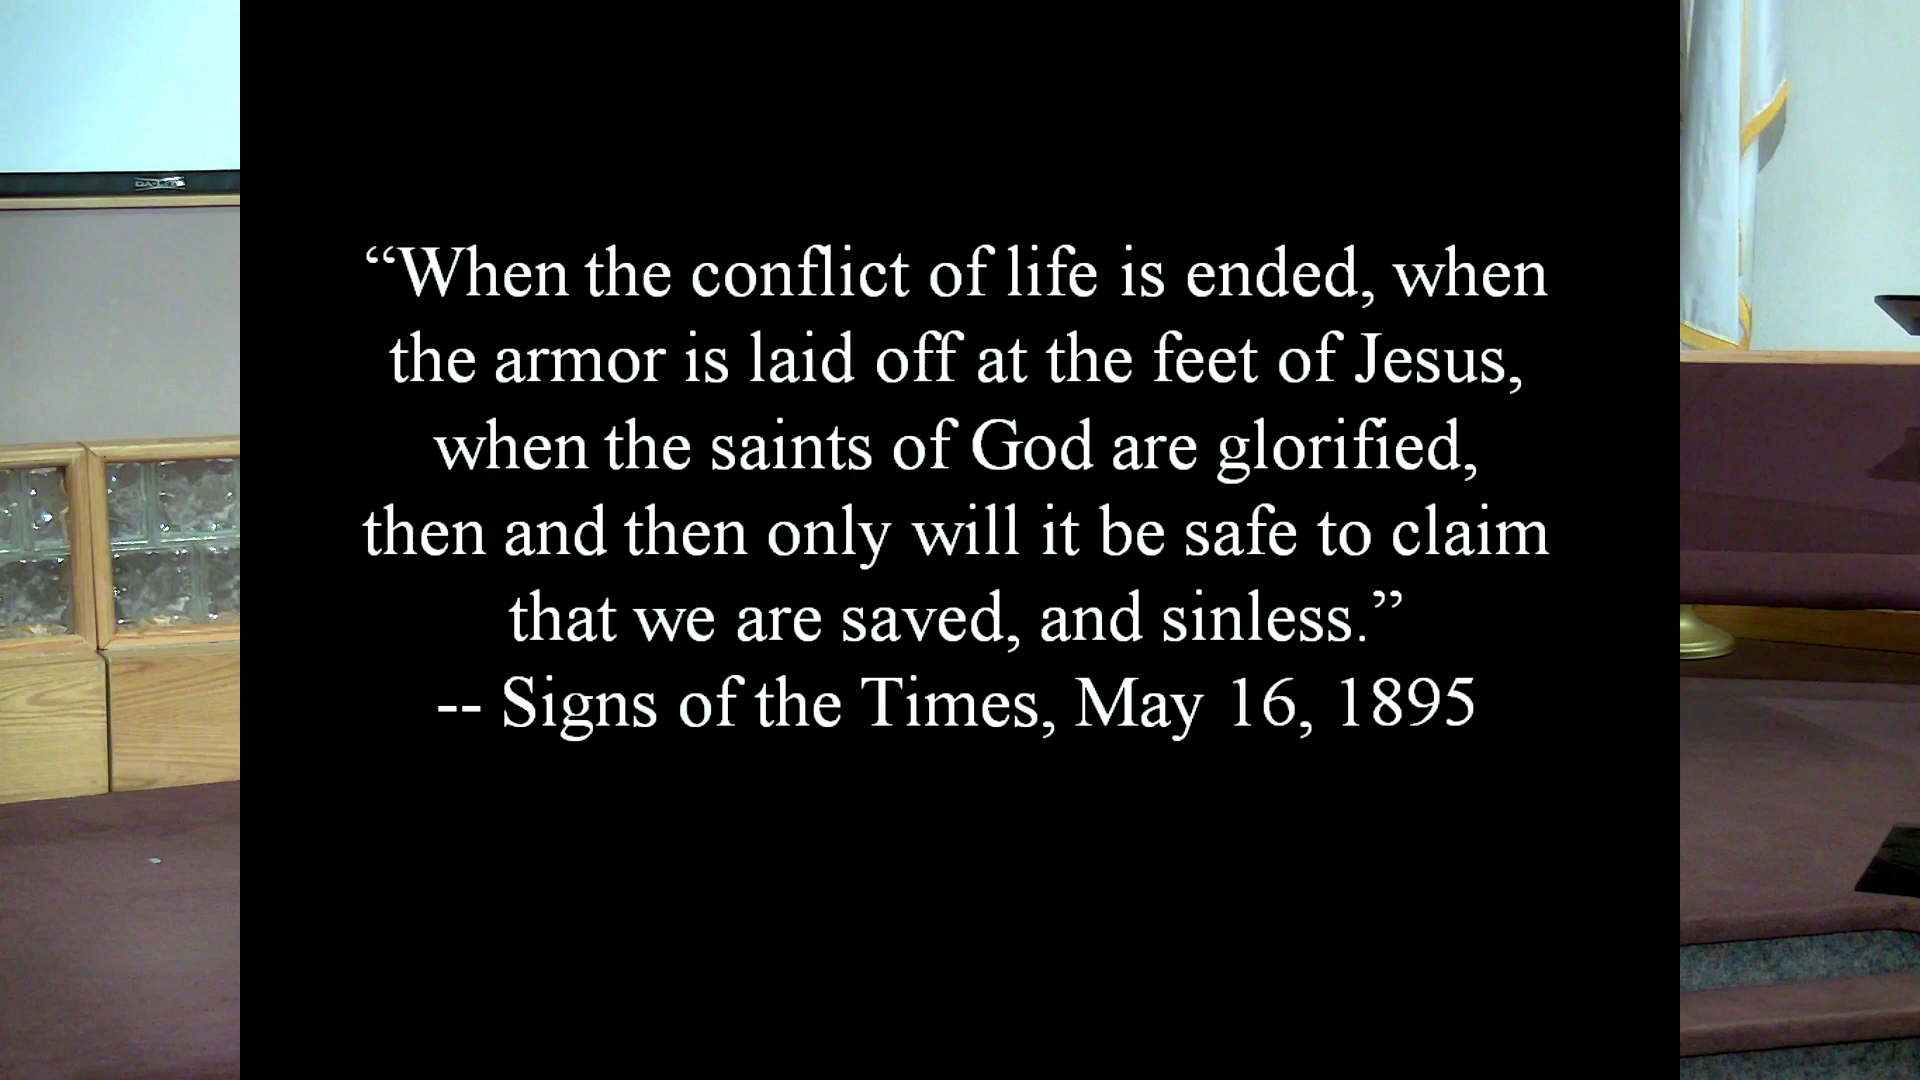 “When the conflict of life is ended, when
the armor is laid off at the feet of Jesus,
when the saints of God are glorified,
then and then only will it be safe to claim
that we are saved, and sinless.”
-- Signs of the Times, May 16, 1895